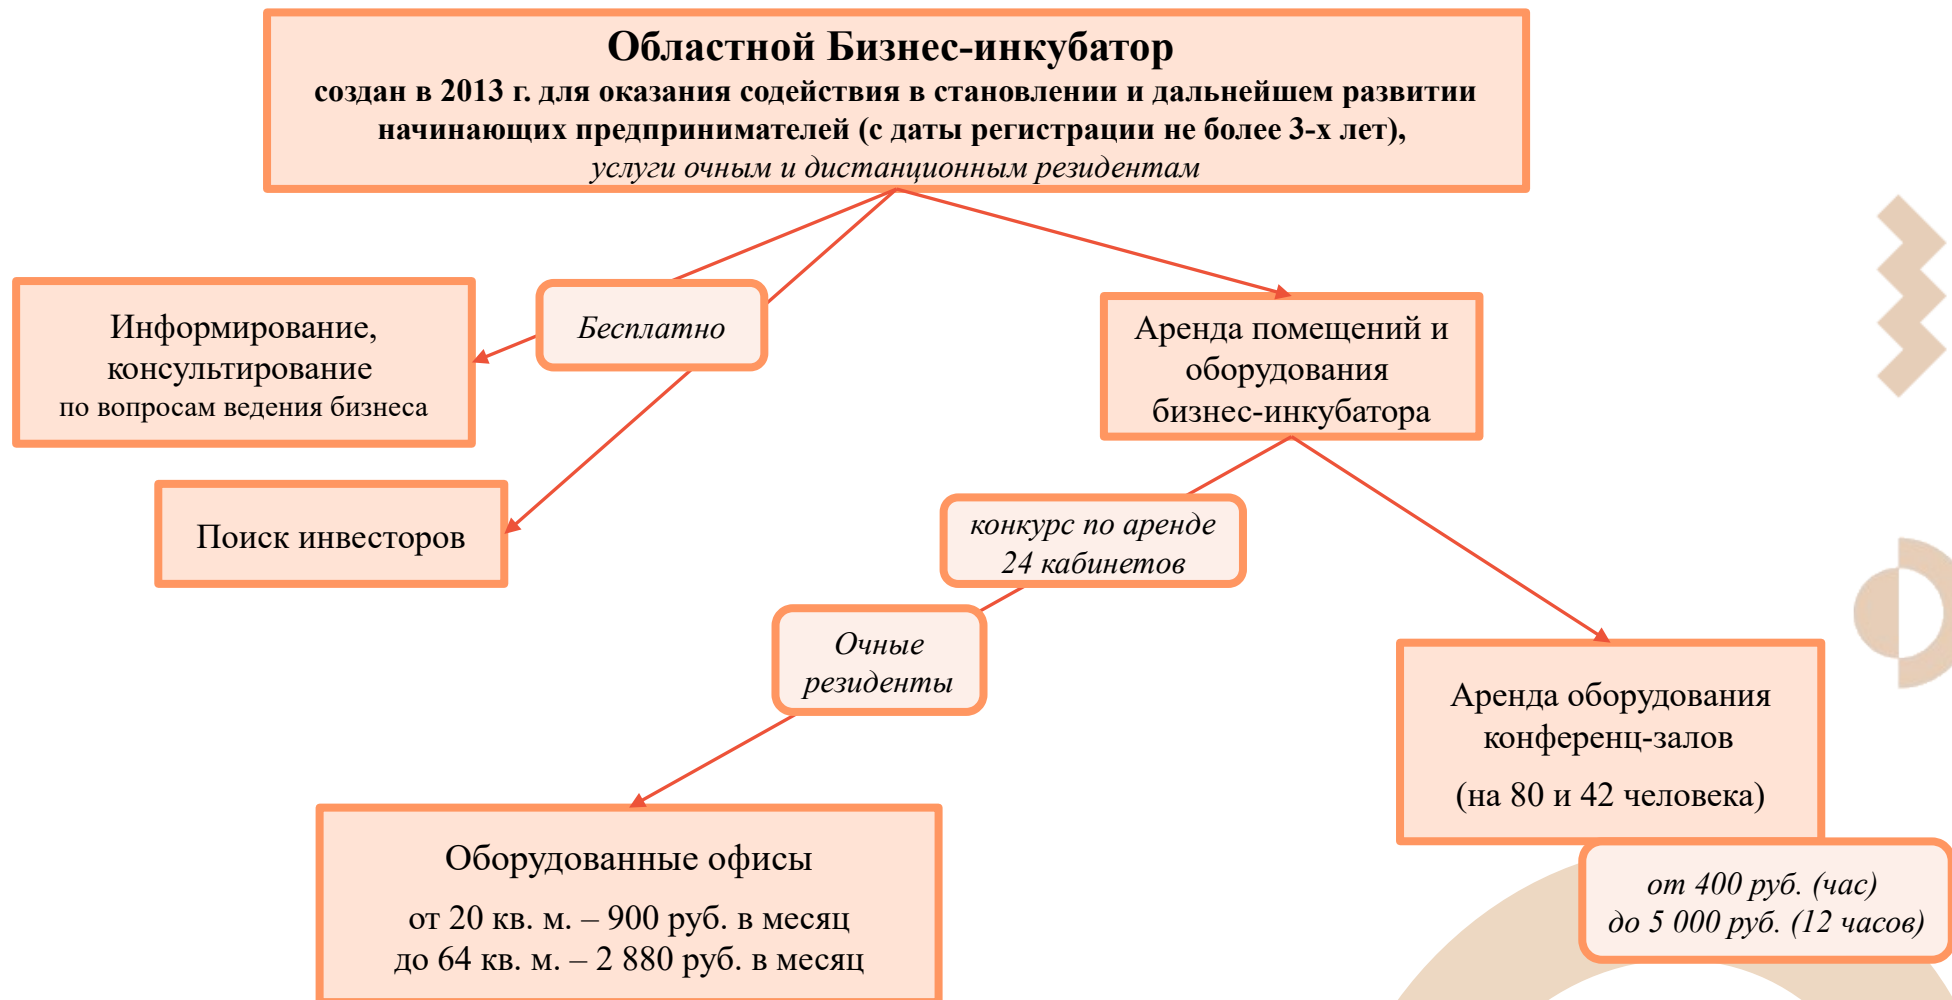 Областной Бизнес-инкубатор
создан в 2013 г. для оказания содействия в становлении и дальнейшем развитии
начинающих предпринимателей (с даты регистрации не более 3-х лет),
услуги очным и дистанционным резидентам
Информирование,
консультирование
по вопросам ведения бизнеса
Бесплатно
Аренда помещений и
оборудования
бизнес-инкубатора
Поиск инвесторов
конкурс по аренде
24 кабинетов
Очные
резиденты
Аренда оборудования
конференц-залов
(на 80 и 42 человека)
от 400 руб. (час)
до 5 000 руб. (12 часов)
Оборудованные офисы
от 20 кв. м. – 900 руб. в месяц
до 64 кв. м. – 2 880 руб. в месяц